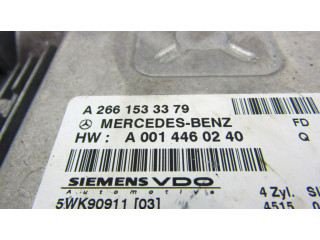 A 266 153 33 79
MERCEDES-BENZ FD
HW : A 001 446 02 40 Q
SIEMENS VDO
Automotive 4 Zyl.
5WK90911 [03] 4515